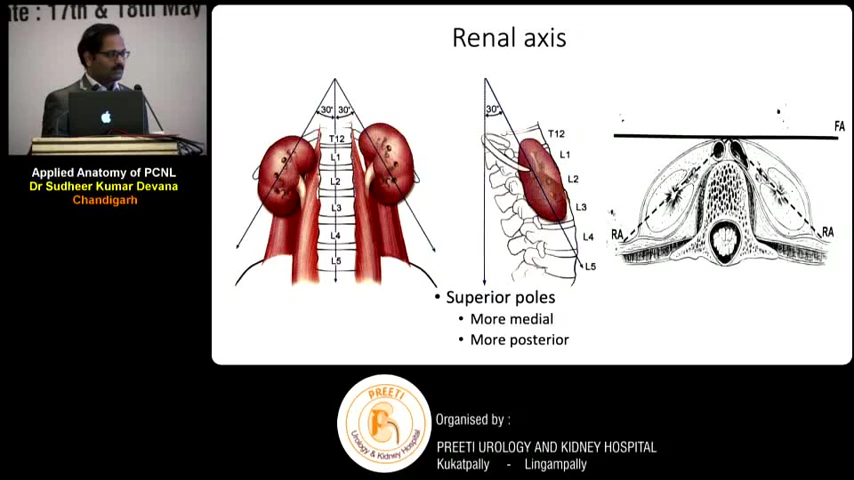 ate : 17th & 18th May
Applied Anatomy of PCNL
Dr Sudheer Kumar Devana
Chandigarh
Renal axis
30° 30°
T12
L1
L2
L3
L4
L5
30°
T12
L1
L2
L3
L4
L5
FA
RA
RA
• Superior poles
• More medial
• More posterior
PREETI
Urology & Kidney Hospital
Organised by :
PREETI UROLOGY AND KIDNEY HOSPITAL
Kukatpally - Lingampally